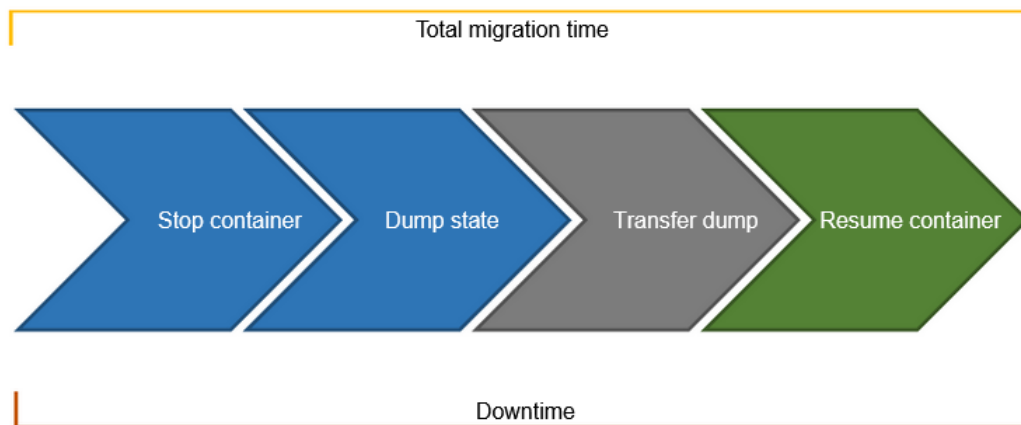 Total migration time
Stop container
Dump state
Transfer dump
Resume container
Downtime